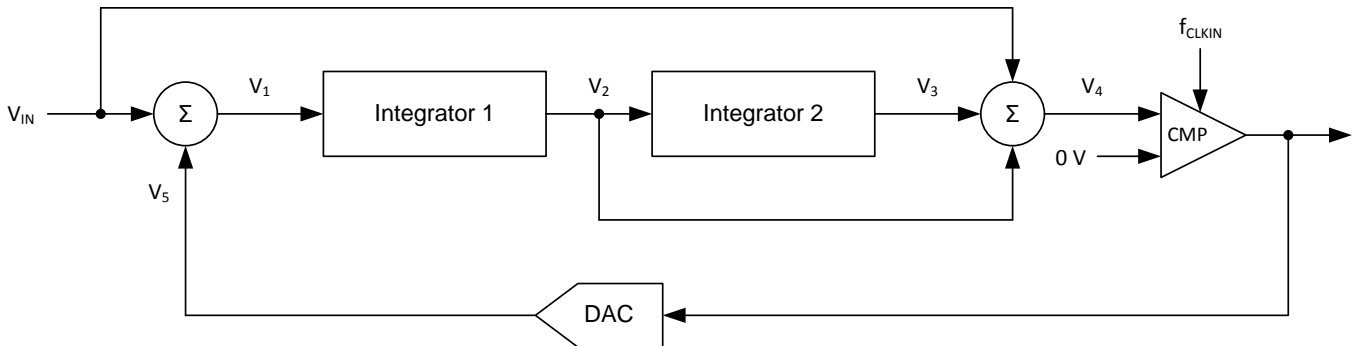 f_CLKIN
V_IN
Σ
V_1
Integrator 1
V_2
Integrator 2
V_3
Σ
V_4
CMP
0 V
V_5
DAC